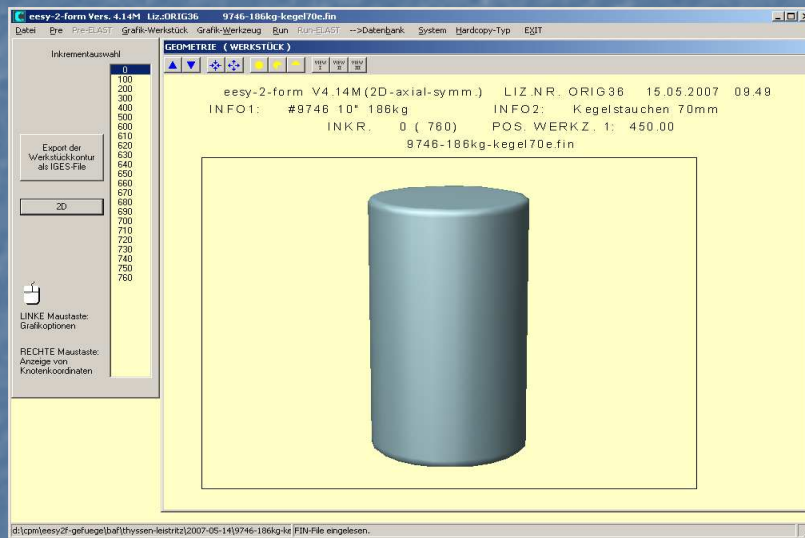 eesy-2-form Vers. 4.14M Liz.:ORIG36 9746-186kg-kegel70e.fin
Datei Pre Pre-ELAST Grafik-Werkstück Grafik-Werkzeug Run Run-ELAST -->Datenbank System Hardcopy-Typ EXIT
Inkrementauswahl
0
100
200
300
400
500
600
610
620
630
640
650
660
670
680
690
700
710
720
730
740
750
760
Export der
Werkstückkontur
als IGES-File
2D
LINKE Maustaste:
Grafikoptionen
RECHTE Maustaste:
Anzeige von
Knotenkoordinaten
GEOMETRIE ( WERKSTÜCK )
VIEW I VIEW II VIEW III
eesy-2-form V4.14M(2D-axial-symm.) LIZ.NR. ORIG36 15.05.2007 09.49
INFO1: #9746 10" 186kg INFO2: Kegelstauchen 70mm
INKR. 0 ( 760) POS. WERKZ. 1: 450.00
9746-186kg-kegel70e.fin
d:\cpm\eesy2f-gefuege\baf\thyssen-leistritz\2007-05-14\9746-186kg-ke FIN-File eingelesen.